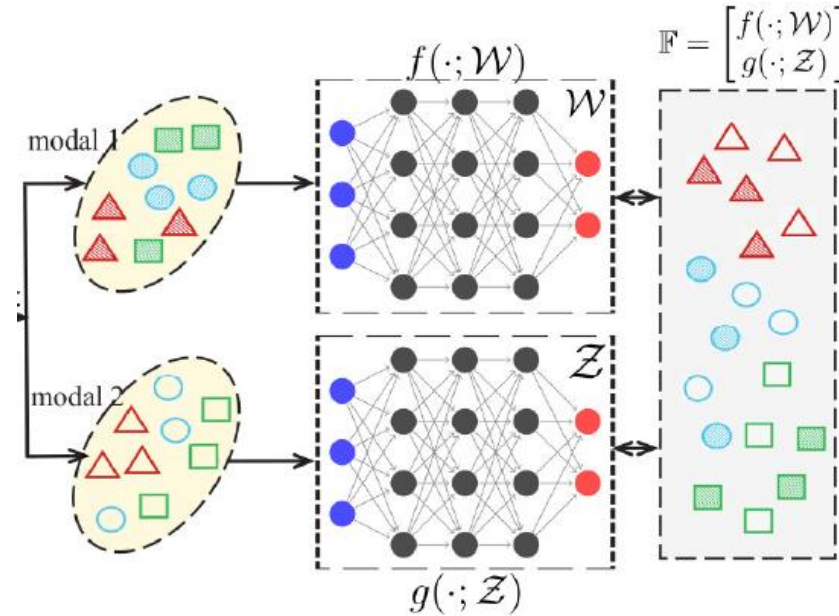 f(·; 𝒲)
𝔽 = [f(·; 𝒲)
g(·; 𝒵)]
𝒲
modal 1
𝒵
modal 2
g(·; 𝒵)